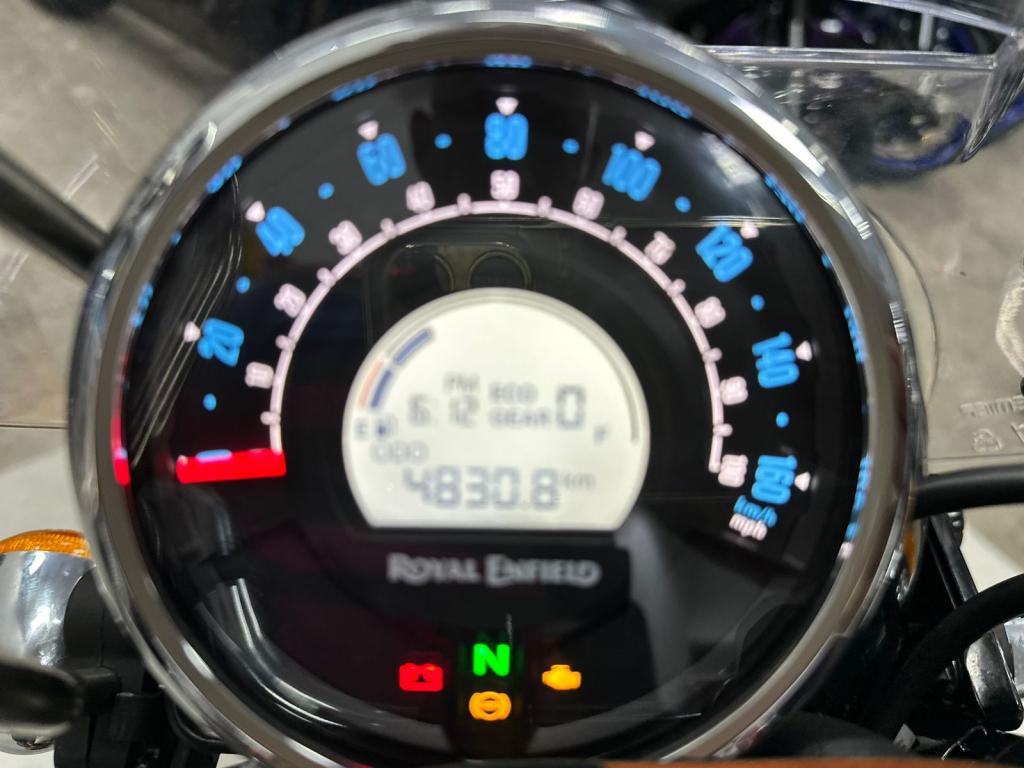 20 40 60 80 100 120 140 160
10 20 30 40 50 60 70 80 90 100
km/h
mph
PM ECO
6:12 GEAR 0
E F
ODO
4830.8 km
ROYAL ENFIELD
N